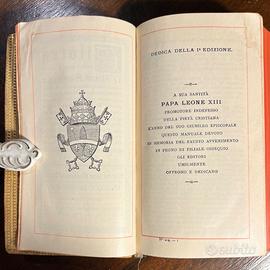 DEDICA DELLA 1ª EDIZIONE.
A SUA SANTITÀ
PAPA LEONE XIII
PROMOTORE INDEFESSO
DELLA PIETÀ CRISTIANA
L'ANNO DEL SUO GIUBILEO EPISCOPALE
QUESTO MANUALE DEVOTO
IN MEMORIA DEL FAUSTO AVVENIMENTO
IN PEGNO DI FILIALE OSSEQUIO
GLI EDITORI
UMILMENTE
OFFRONO E DEDICANO
subito